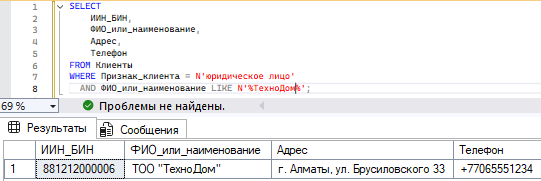 1 SELECT
2 ИИН_БИН,
3 ФИО_или_наименование,
4 Адрес,
5 Телефон
6 FROM Клиенты
7 WHERE Признак_клиента = N'юридическое лицо'
8 AND ФИО_или_наименование LIKE N'%ТехноДом%';
69 % Проблемы не найдены.
Результаты Сообщения
ИИН_БИН ФИО_или_наименование Адрес Телефон
1 881212000006 ТОО "ТехноДом" г. Алматы, ул. Брусиловского 33 +77065551234